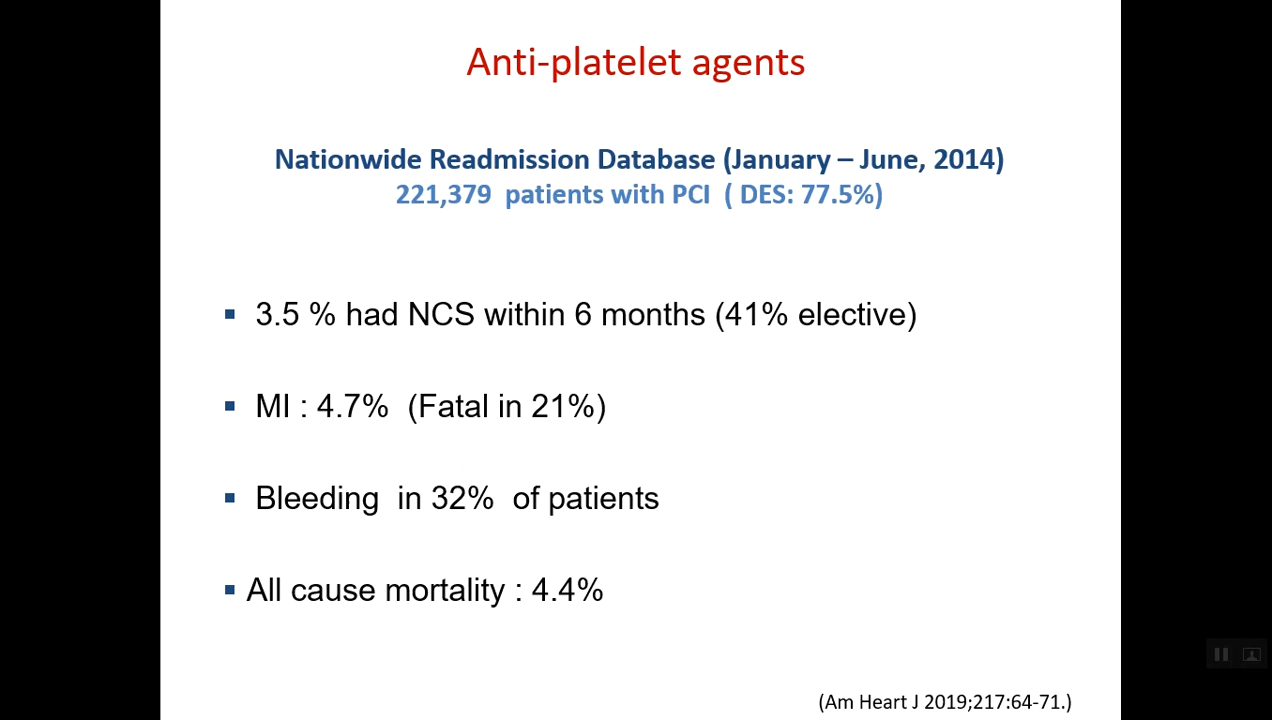 Anti-platelet agents
Nationwide Readmission Database (January – June, 2014)
221,379 patients with PCI ( DES: 77.5%)
▪ 3.5 % had NCS within 6 months (41% elective)
▪ MI : 4.7% (Fatal in 21%)
▪ Bleeding in 32% of patients
▪ All cause mortality : 4.4%
(Am Heart J 2019;217:64-71.)